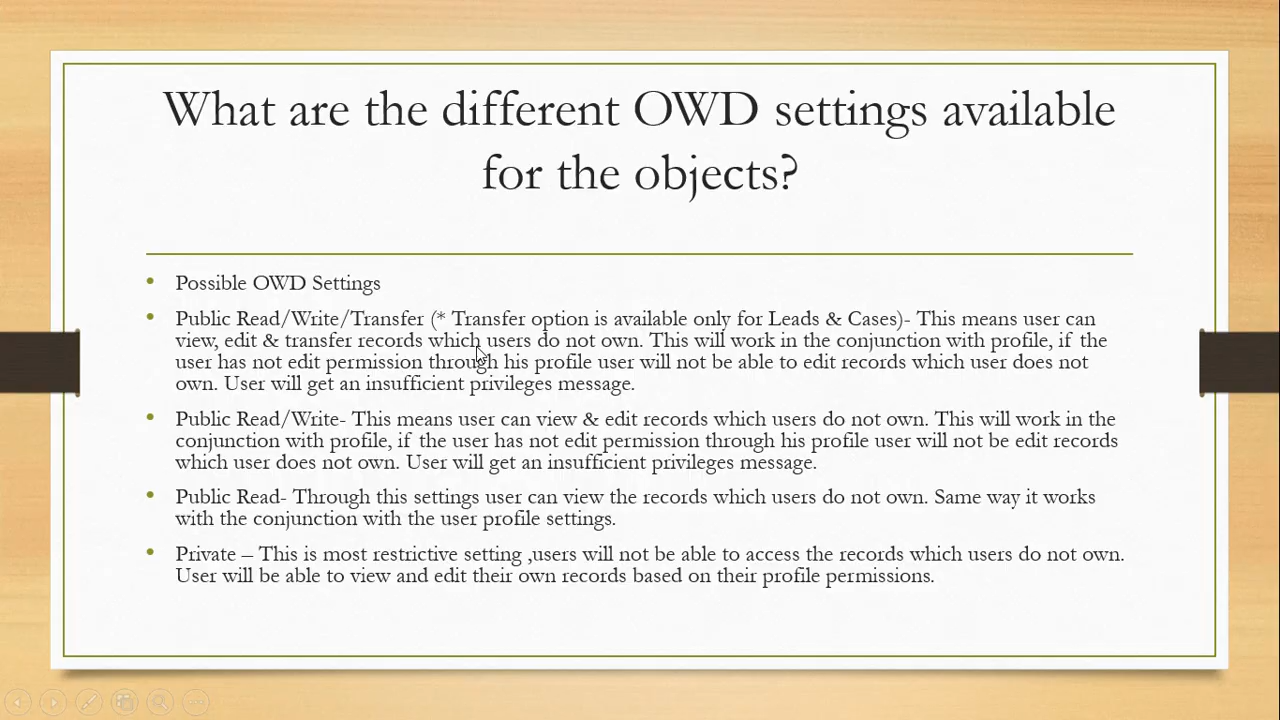 What are the different OWD settings available
for the objects?
• Possible OWD Settings
• Public Read/Write/Transfer (* Transfer option is available only for Leads & Cases)- This means user can
view, edit & transfer records which users do not own. This will work in the conjunction with profile, if the
user has not edit permission through his profile user will not be able to edit records which user does not
own. User will get an insufficient privileges message.
• Public Read/Write- This means user can view & edit records which users do not own. This will work in the
conjunction with profile, if the user has not edit permission through his profile user will not be edit records
which user does not own. User will get an insufficient privileges message.
• Public Read- Through this settings user can view the records which users do not own. Same way it works
with the conjunction with the user profile settings.
• Private – This is most restrictive setting ,users will not be able to access the records which users do not own.
User will be able to view and edit their own records based on their profile permissions.